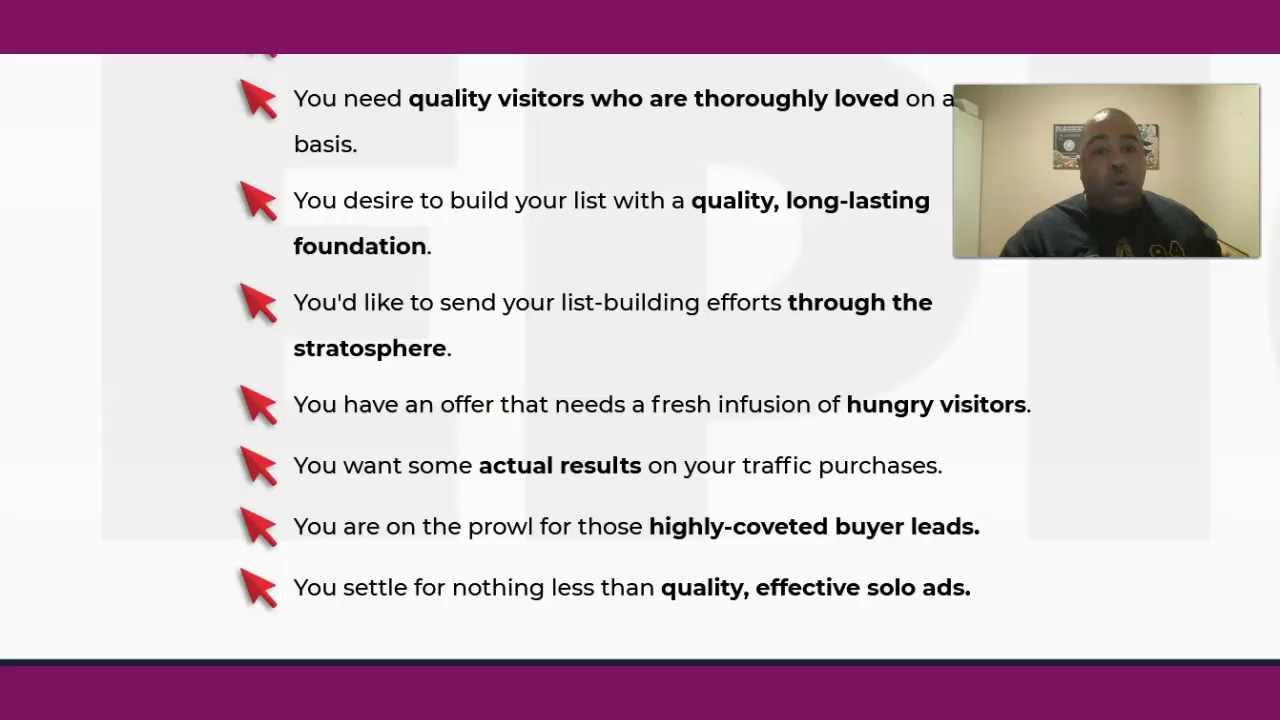 You need quality visitors who are thoroughly loved on a
basis.
You desire to build your list with a quality, long-lasting
foundation.
You'd like to send your list-building efforts through the
stratosphere.
You have an offer that needs a fresh infusion of hungry visitors.
You want some actual results on your traffic purchases.
You are on the prowl for those highly-coveted buyer leads.
You settle for nothing less than quality, effective solo ads.